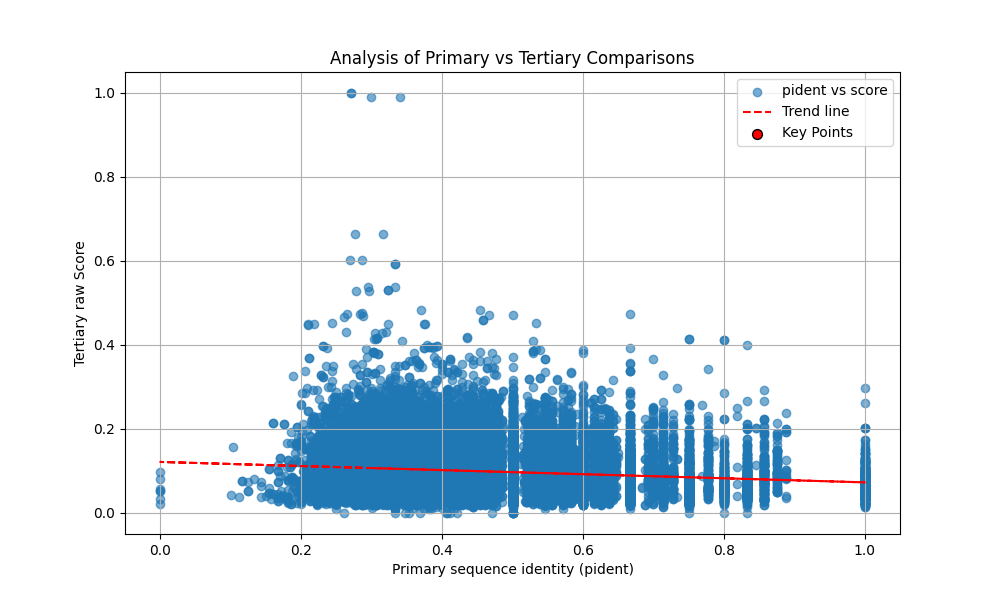 Analysis of Primary vs Tertiary Comparisons
pident vs score
Trend line
Key Points
Tertiary raw Score
1.0
0.8
0.6
0.4
0.2
0.0
0.0 0.2 0.4 0.6 0.8 1.0
Primary sequence identity (pident)